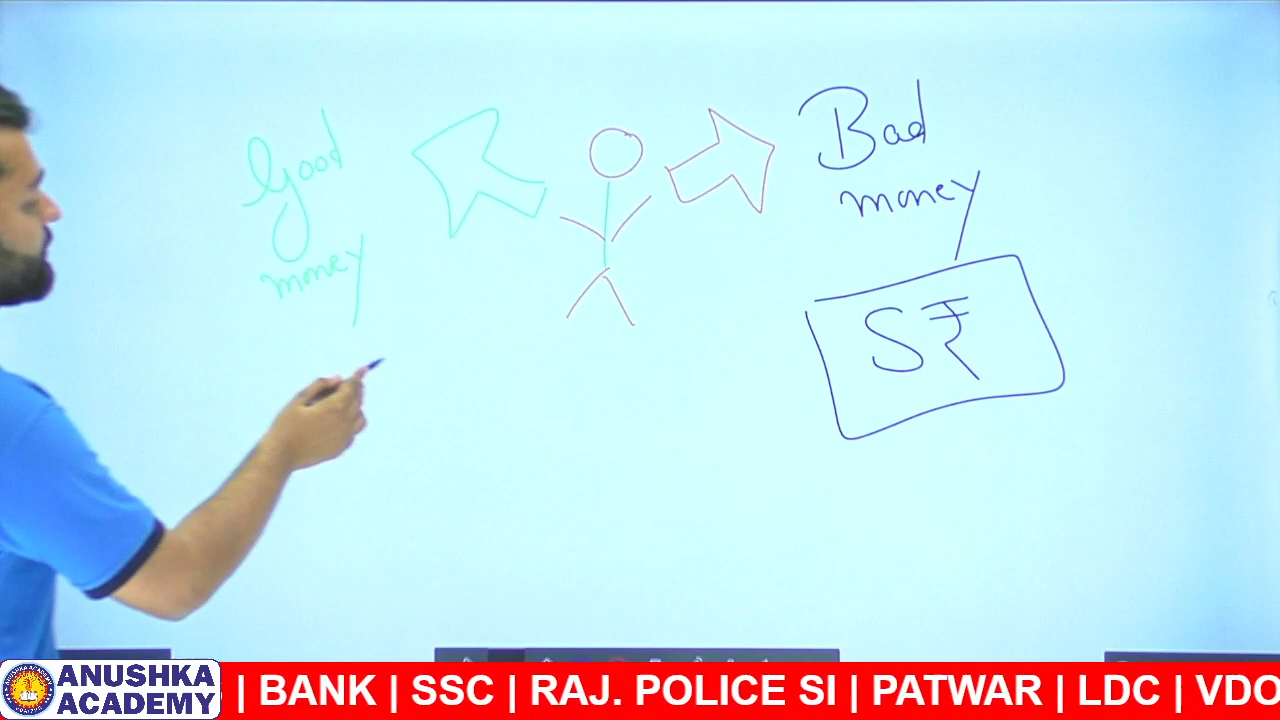 Good
money
Bad
money
S₹
ANUSHKA
ACADEMY
| BANK | SSC | RAJ. POLICE SI | PATWAR | LDC | VDO